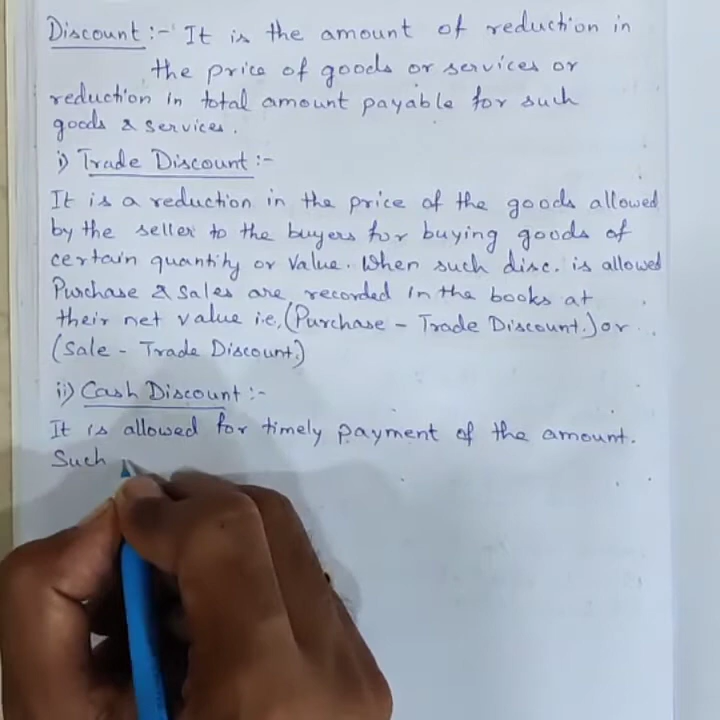 Discount :- It is the amount of reduction in
the price of goods or services or
reduction in total amount payable for such
goods & services.
i) Trade Discount :-
It is a reduction in the price of the goods allowed
by the seller to the buyers for buying goods of
certain quantity or value. When such disc. is allowed
Purchase & Sales are recorded in the books at
their net value i.e, (Purchase - Trade Discount.) or
(Sale - Trade Discount.)
ii) Cash Discount :-
It is allowed for timely payment of the amount.
Such